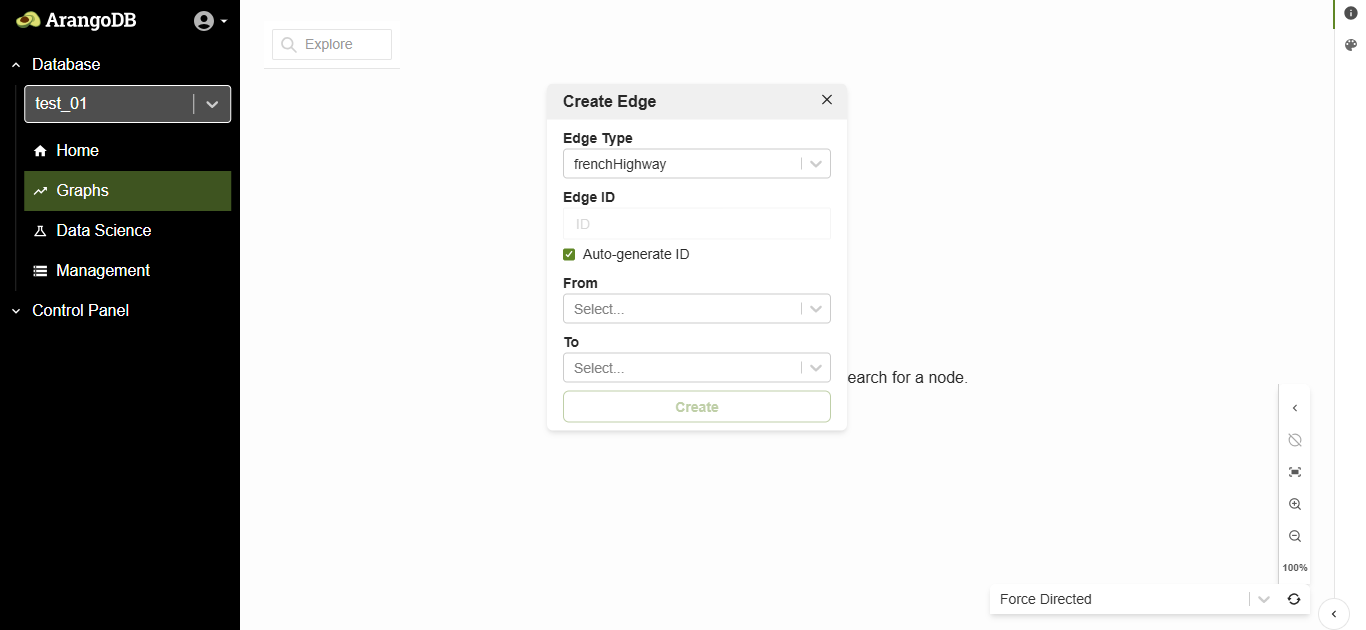 ArangoDB
Database
test_01
Home
Graphs
Data Science
Management
Control Panel
Explore
Create Edge
Edge Type
frenchHighway
Edge ID
ID
Auto-generate ID
From
Select...
To
Select...
Create
earch for a node.
100%
Force Directed